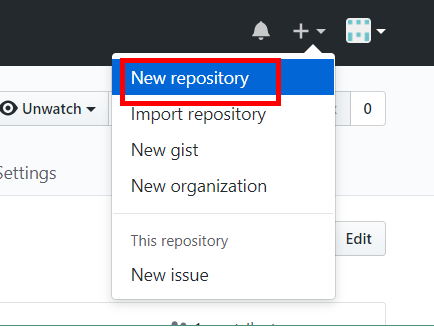 New repository
Unwatch
0
Import repository
New gist
Settings
New organization
This repository
Edit
New issue